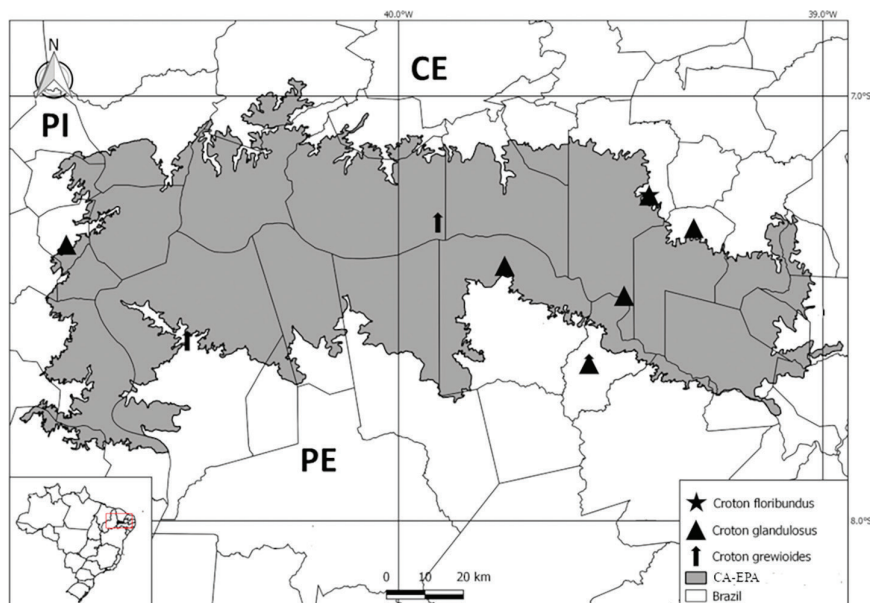 40.0°W
39.0°W
N
CE
7.0°S
PI
PE
8.0°S
Croton floribundus
Croton glandulosus
Croton grewioides
CA-EPA
Brazil
0 10 20 km